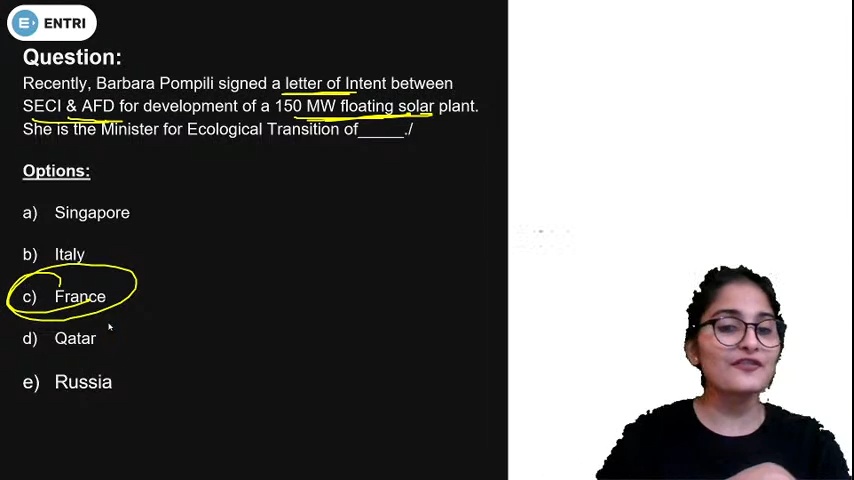 ENTRI
Question:
Recently, Barbara Pompili signed a letter of Intent between
SECI & AFD for development of a 150 MW floating solar plant.
She is the Minister for Ecological Transition of_____./
Options:
a) Singapore
b) Italy
c) France
d) Qatar
e) Russia